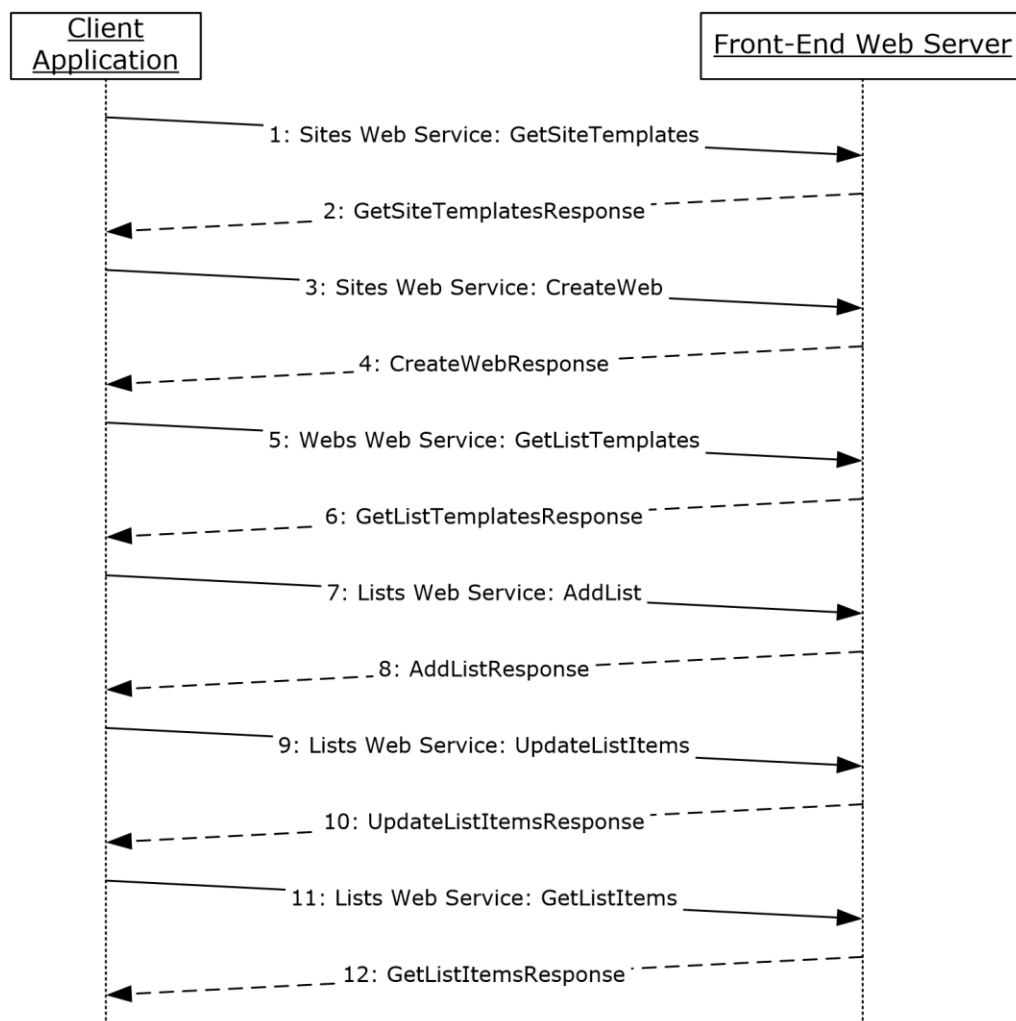 Client
Application
Front-End Web Server
1: Sites Web Service: GetSiteTemplates
2: GetSiteTemplatesResponse
3: Sites Web Service: CreateWeb
4: CreateWebResponse
5: Webs Web Service: GetListTemplates
6: GetListTemplatesResponse
7: Lists Web Service: AddList
8: AddListResponse
9: Lists Web Service: UpdateListItems
10: UpdateListItemsResponse
11: Lists Web Service: GetListItems
12: GetListItemsResponse